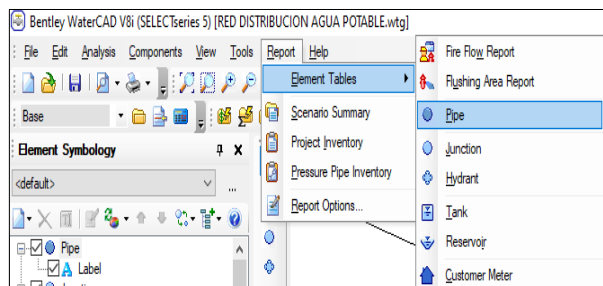 Bentley WaterCAD V8i (SELECTseries 5) [RED DISTRIBUCION AGUA POTABLE.wtg]
File Edit Analysis Components View Tools Report Help
Base
Element Symbology
<default>
...
Pipe
Label
Element Tables
Scenario Summary
Project Inventory
Pressure Pipe Inventory
Report Options...
Fire Flow Report
Flushing Area Report
Pipe
Junction
Hydrant
Tank
Reservoir
Customer Meter